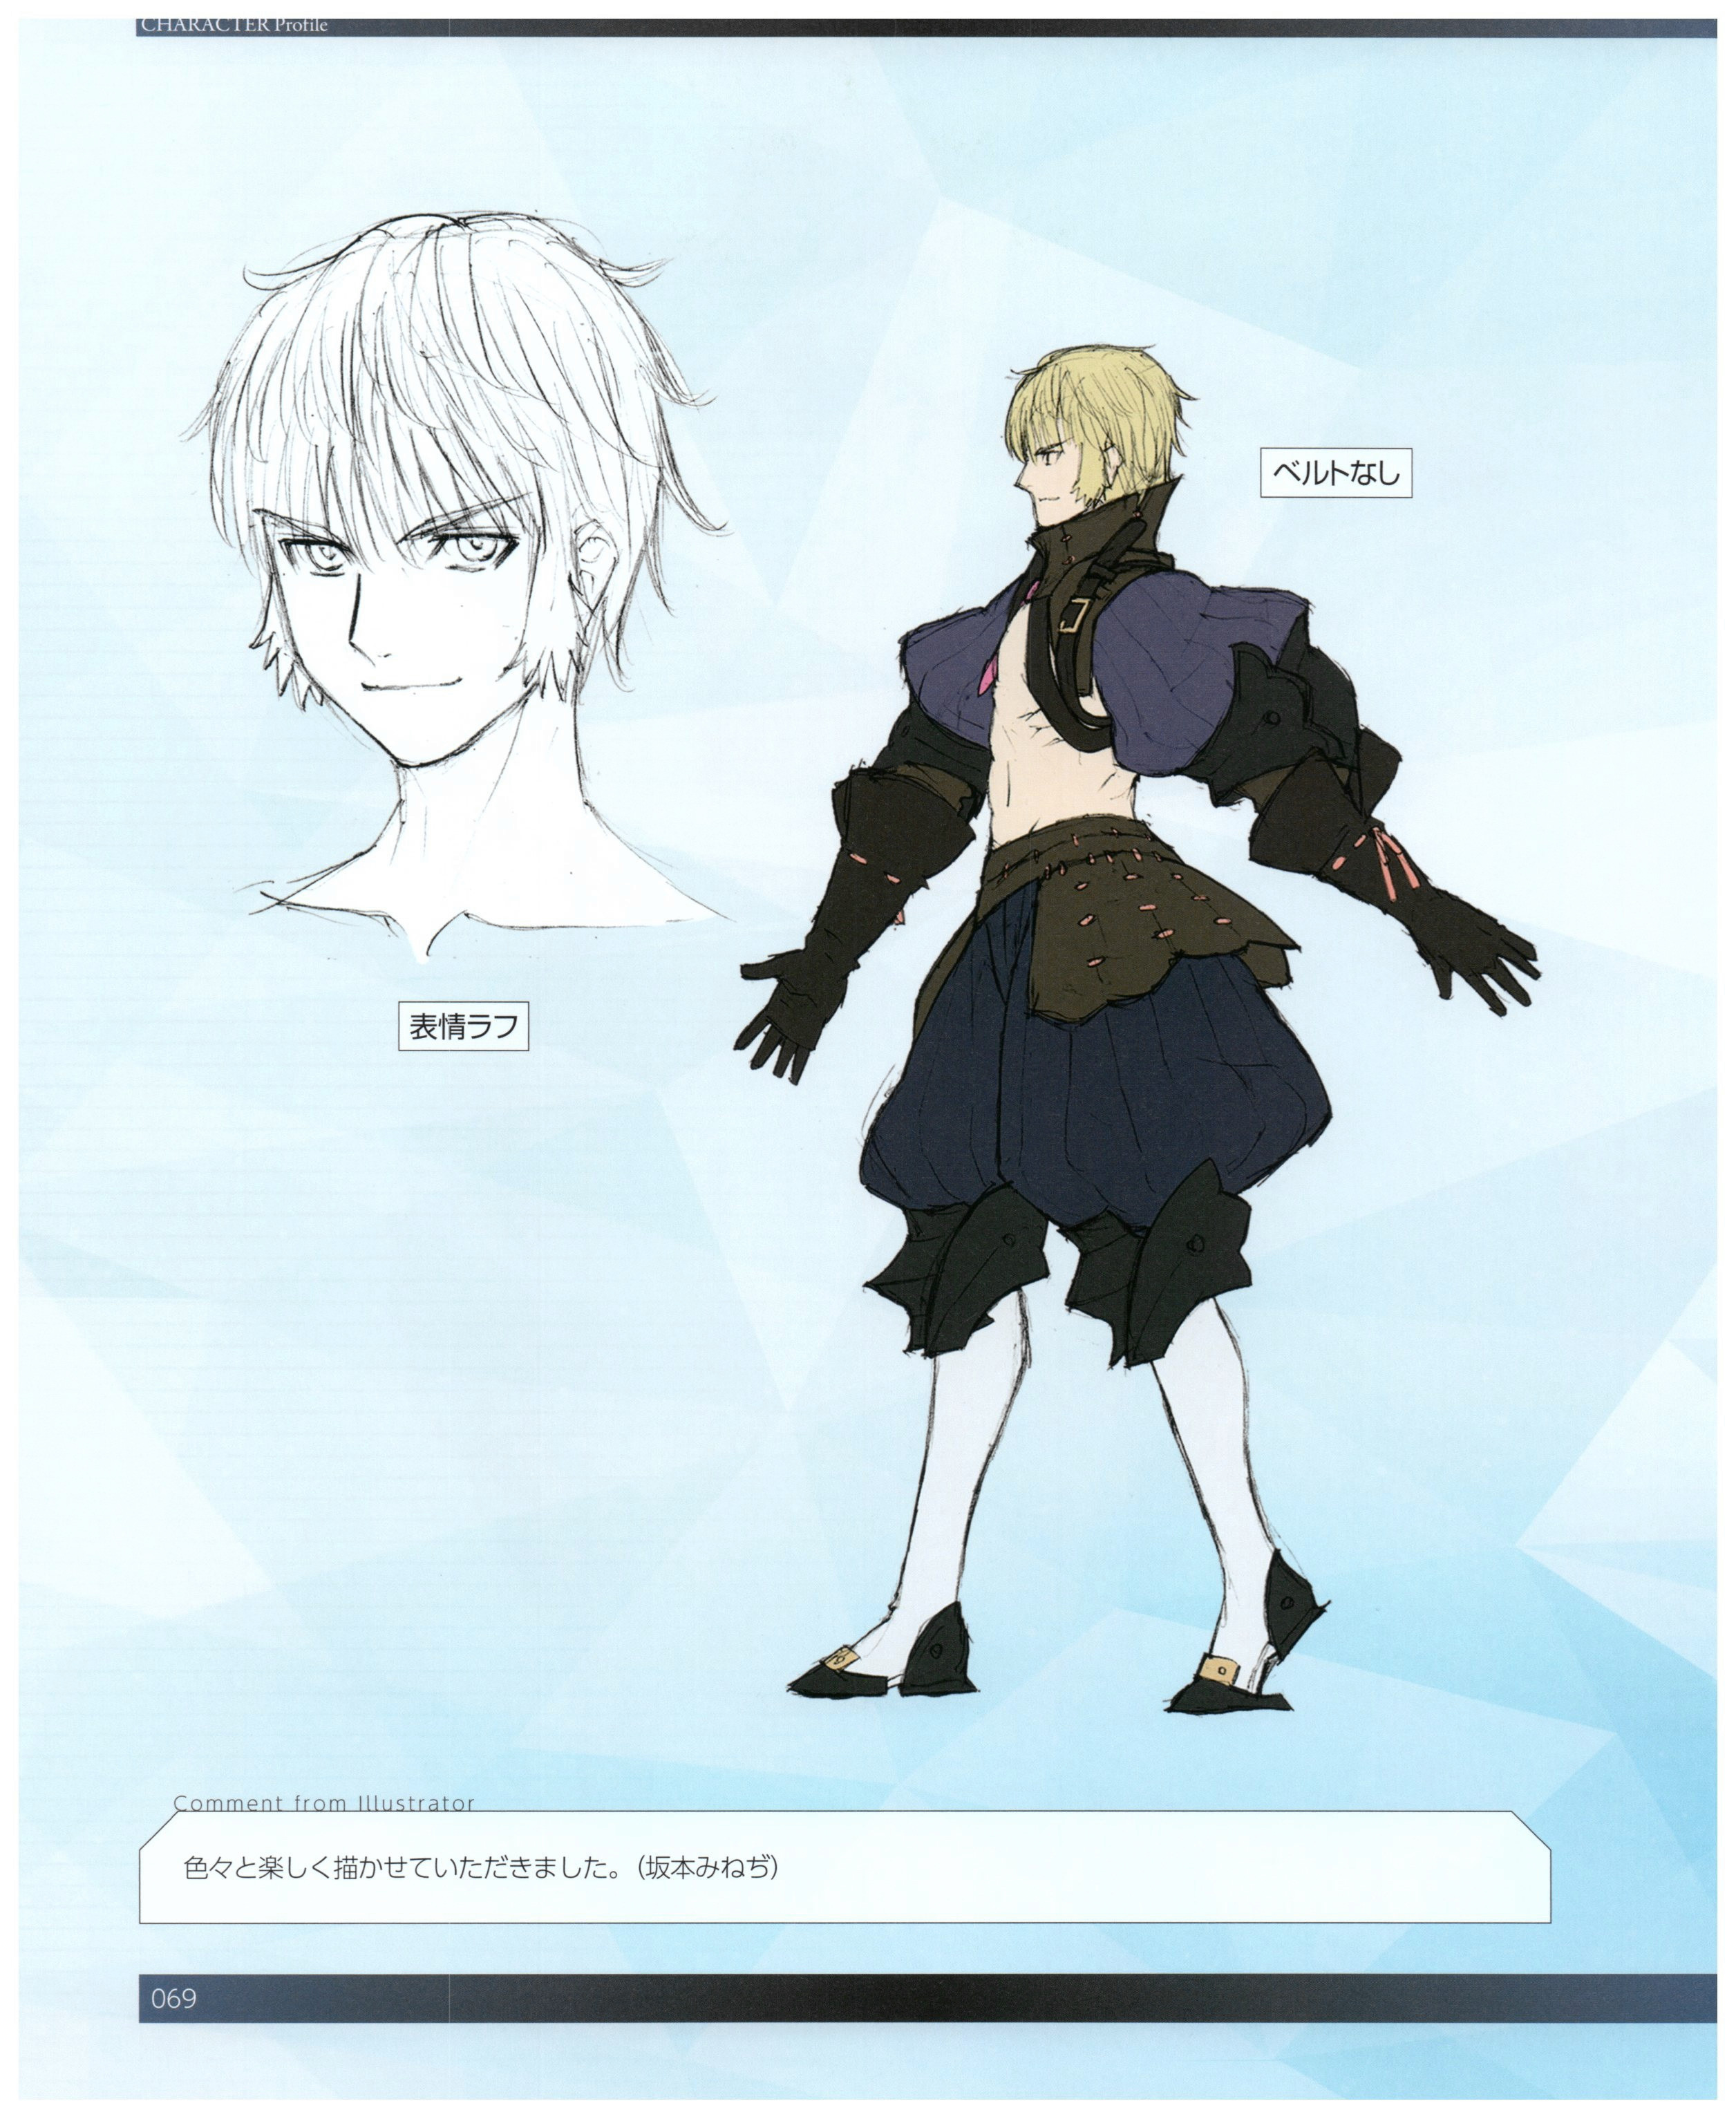 CHARACTER Profile
ベルトなし
表情ラフ
Comment from Illustrator
色々と楽しく描かせていただきました。（坂本みねぢ）
069